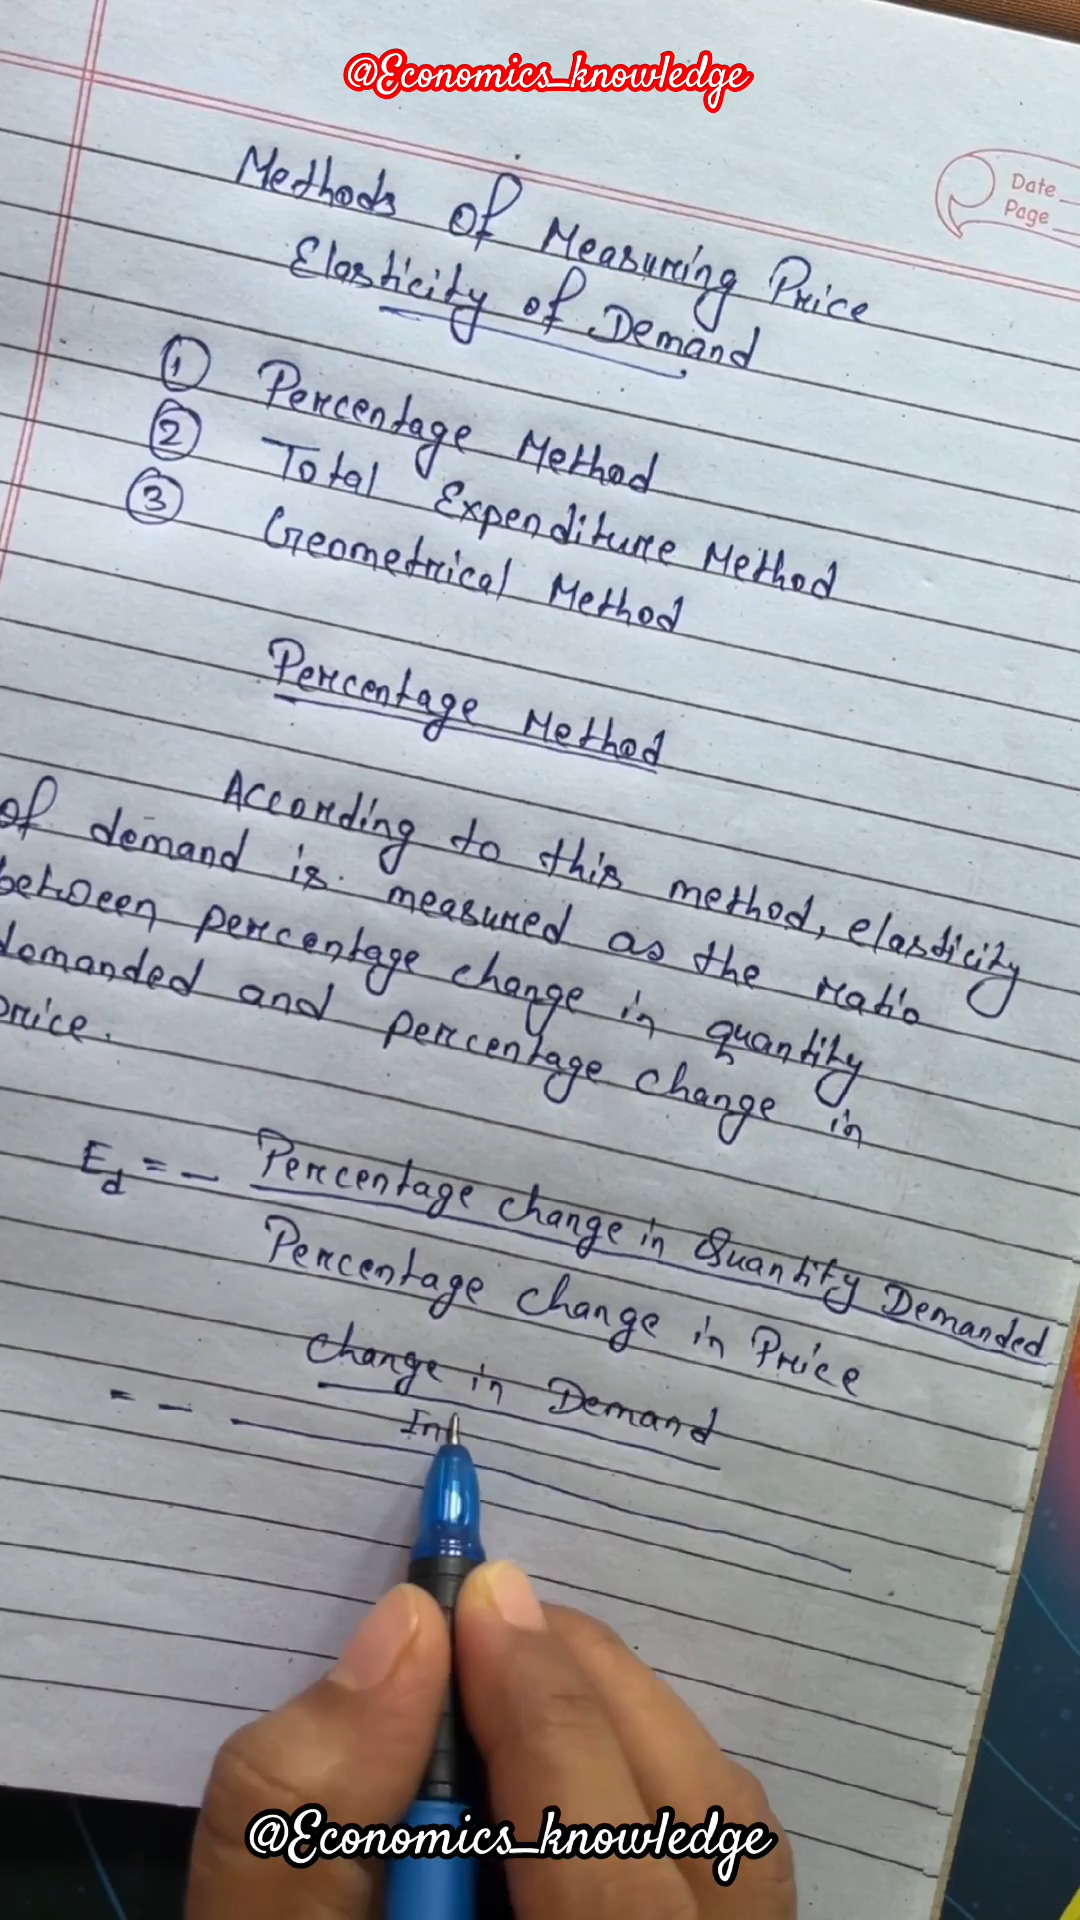 @Economics_knowledge
Date
Page
Methods of Measuring Price
Elasticity of Demand
1 Percentage Method
2 Total Expenditure Method
3 Geometrical Method
Percentage Method
According to this method, elasticity
of demand is measured as the ratio
between percentage change in quantity
demanded and percentage change in
price.
Ed = - Percentage change in Quantity Demanded
Percentage change in Price
Change in Demand
= -
In
@Economics_knowledge